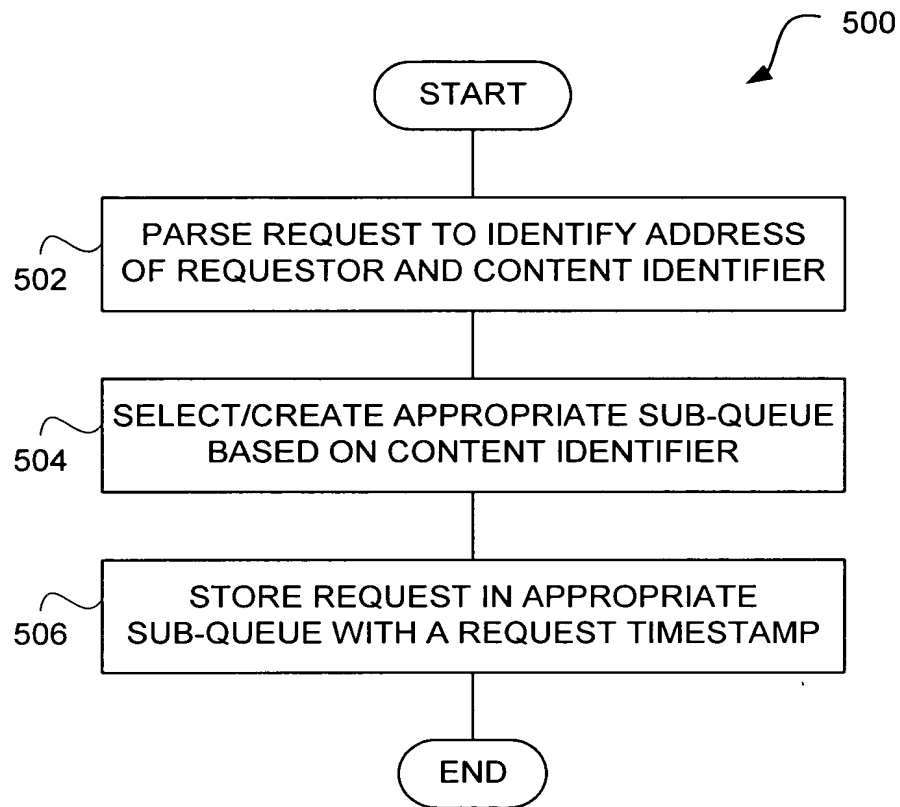 500
START
PARSE REQUEST TO IDENTIFY ADDRESS
OF REQUESTOR AND CONTENT IDENTIFIER
502
SELECT/CREATE APPROPRIATE SUB-QUEUE
BASED ON CONTENT IDENTIFIER
504
STORE REQUEST IN APPROPRIATE
SUB-QUEUE WITH A REQUEST TIMESTAMP
506
END